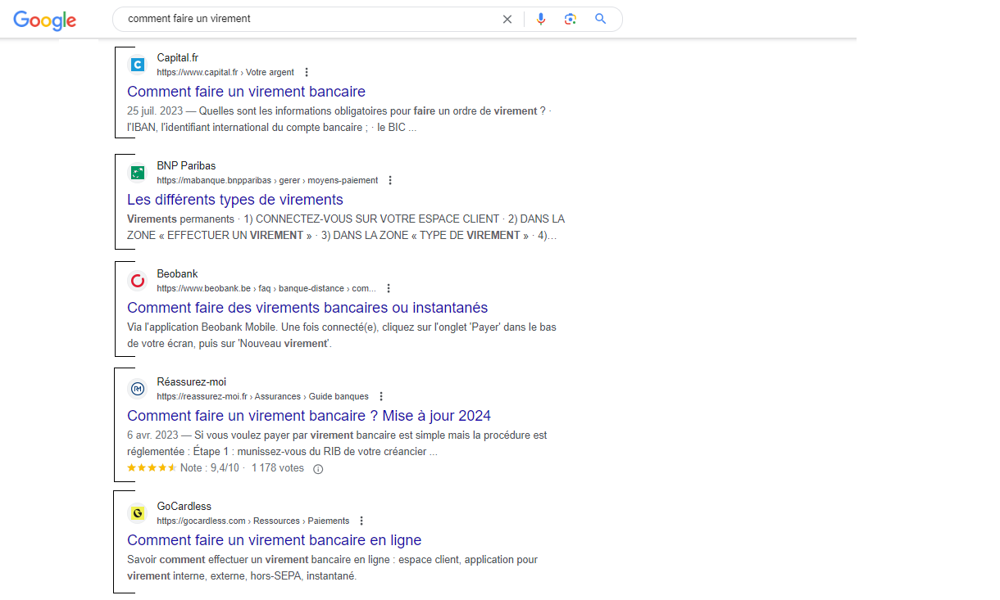 Google
comment faire un virement
Capital.fr
https://www.capital.fr › Votre argent
Comment faire un virement bancaire
25 juil. 2023 — Quelles sont les informations obligatoires pour faire un ordre de virement ? ·
l'IBAN, l'identifiant international du compte bancaire ; · le BIC ...
BNP Paribas
https://mabanque.bnpparibas › gerer › moyens-paiement
Les différents types de virements
Virements permanents · 1) CONNECTEZ-VOUS SUR VOTRE ESPACE CLIENT · 2) DANS LA
ZONE « EFFECTUER UN VIREMENT » · 3) DANS LA ZONE « TYPE DE VIREMENT » · 4)...
Beobank
https://www.beobank.be › faq › banque-distance › com...
Comment faire des virements bancaires ou instantanés
Via l'application Beobank Mobile. Une fois connecté(e), cliquez sur l'onglet 'Payer' dans le bas
de votre écran, puis sur 'Nouveau virement'.
Réassurez-moi
https://reassurez-moi.fr › Assurances › Guide banques
Comment faire un virement bancaire ? Mise à jour 2024
6 avr. 2023 — Si vous voulez payer par virement bancaire est simple mais la procédure est
réglementée : Étape 1 : munissez-vous du RIB de votre créancier ...
Note : 9,4/10 · 1 178 votes
GoCardless
https://gocardless.com › Ressources › Paiements
Comment faire un virement bancaire en ligne
Savoir comment effectuer un virement bancaire en ligne : espace client, application pour
virement interne, externe, hors-SEPA, instantané.